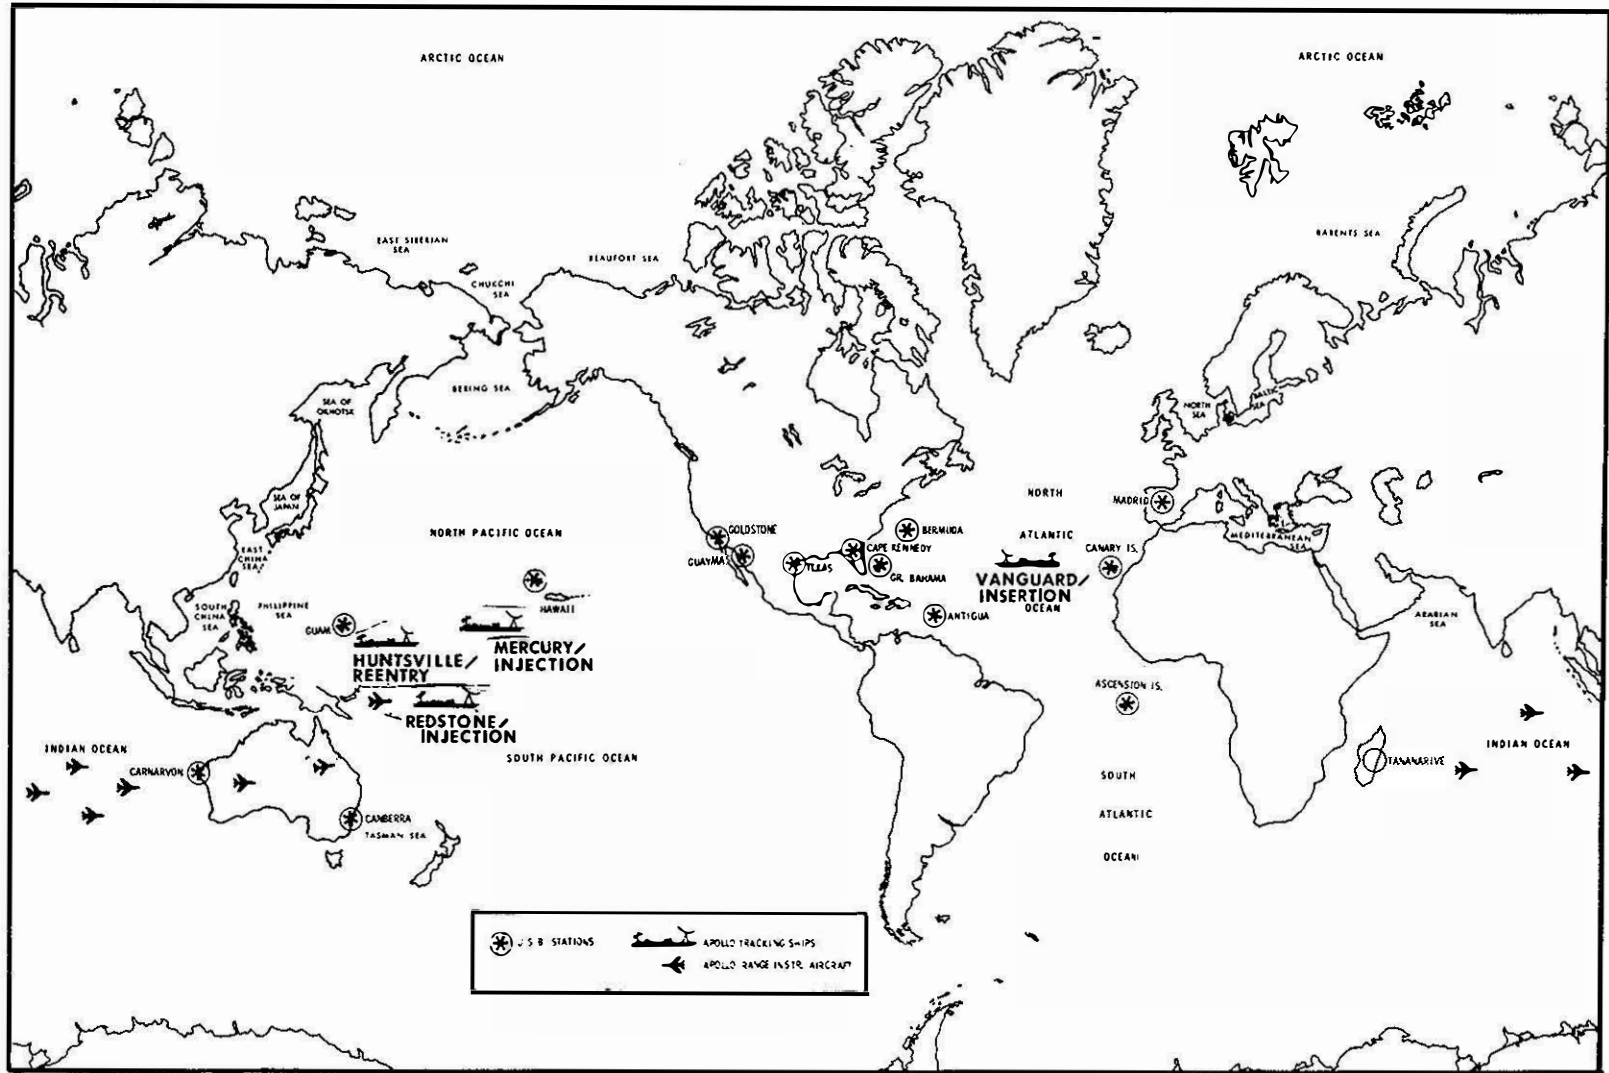 ARCTIC OCEAN
ARCTIC OCEAN
EAST SIBERIAN
SEA
BEAUFORT SEA
CHUKCHI
SEA
BARENTS SEA
BERING SEA
SEA OF
OKHOTSK
NORTH
SEA
BALTIC
SEA
SEA OF
JAPAN
NORTH PACIFIC OCEAN
EAST
CHINA
SEA
GOLDSTONE
GUAYMAS
TEXAS
CAPE KENNEDY
BERMUDA
GR. BAHAMA
ANTIGUA
NORTH
ATLANTIC
OCEAN
VANGUARD/
INSERTION
MADRID
CANARY IS.
MEDITERRANEAN
SEA
ARABIAN
SEA
SOUTH
CHINA
SEA
PHILIPPINE
SEA
GUAM
HAWAII
HUNTSVILLE/
REENTRY
MERCURY/
INJECTION
REDSTONE/
INJECTION
ASCENSION IS.
INDIAN OCEAN
CARNARVON
SOUTH PACIFIC OCEAN
CANBERRA
TASMAN SEA
SOUTH
ATLANTIC
OCEAN
TANANARIVE
INDIAN OCEAN
U.S.B. STATIONS
APOLLO TRACKING SHIPS
APOLLO RANGE INSTR. AIRCRAFT